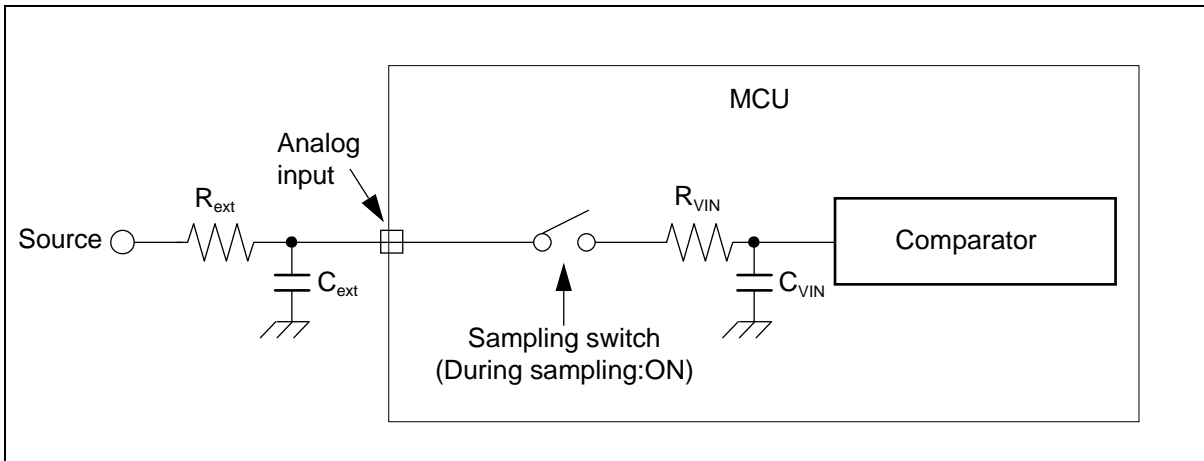 MCU
Analog
input
R_ext
R_VIN
Source
Comparator
C_ext
C_VIN
Sampling switch
(During sampling:ON)